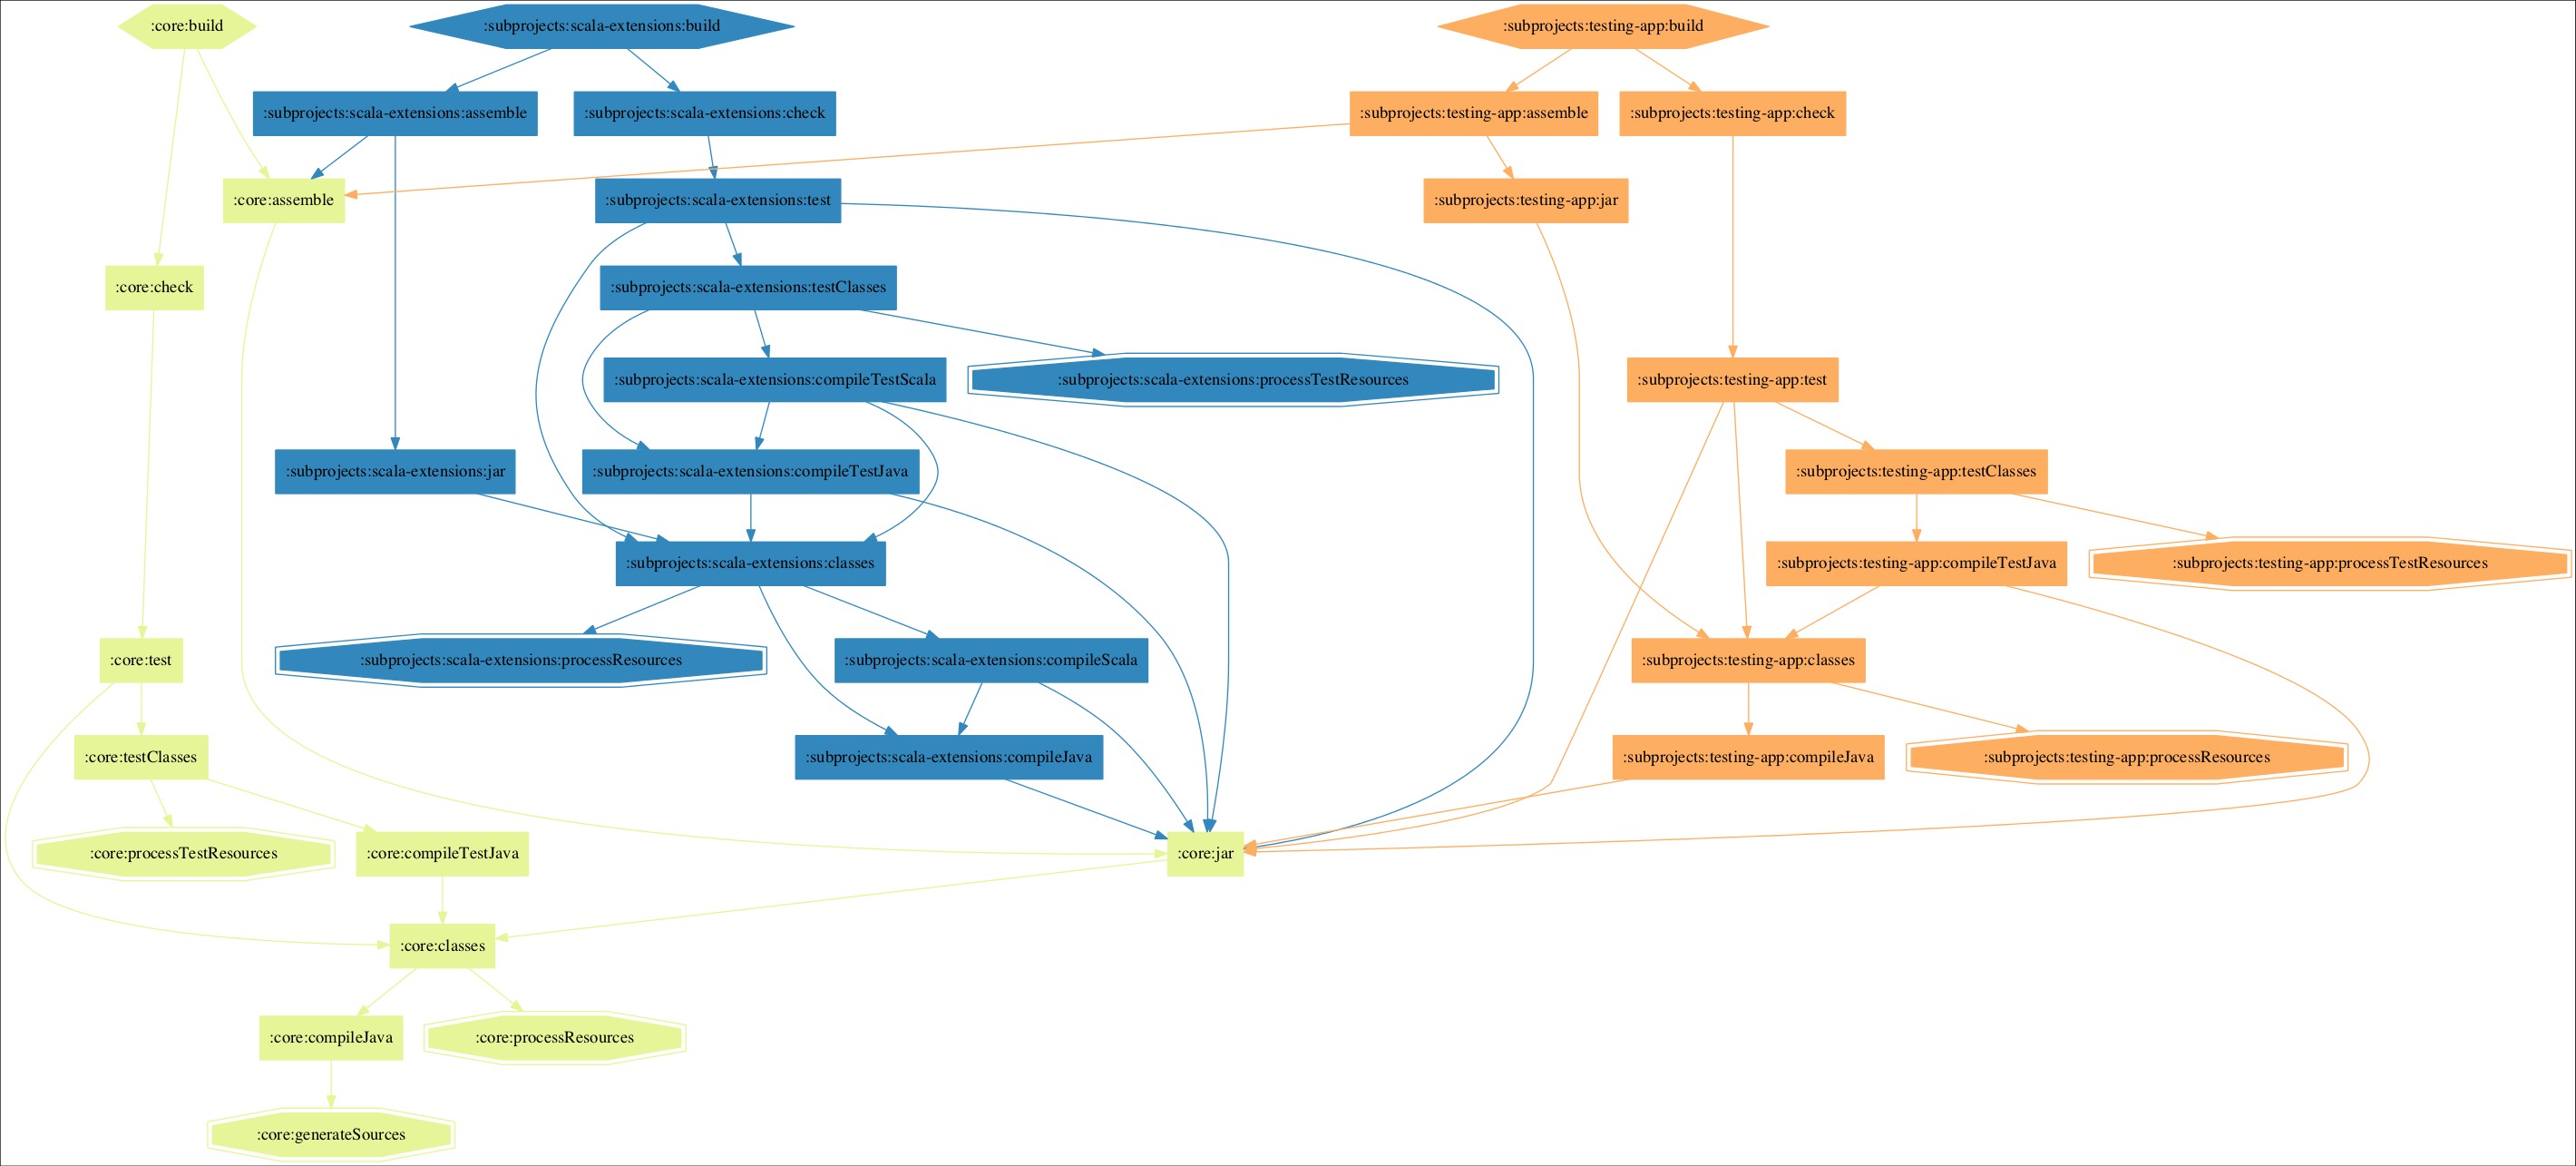 :core:build
:subprojects:scala-extensions:build
:subprojects:testing-app:build
:subprojects:scala-extensions:assemble
:subprojects:scala-extensions:check
:subprojects:testing-app:assemble
:subprojects:testing-app:check
:core:assemble
:subprojects:scala-extensions:test
:subprojects:testing-app:jar
:core:check
:subprojects:scala-extensions:testClasses
:subprojects:scala-extensions:compileTestScala
:subprojects:scala-extensions:processTestResources
:subprojects:testing-app:test
:subprojects:scala-extensions:jar
:subprojects:scala-extensions:compileTestJava
:subprojects:testing-app:testClasses
:subprojects:scala-extensions:classes
:subprojects:testing-app:compileTestJava
:subprojects:testing-app:processTestResources
:core:test
:subprojects:scala-extensions:processResources
:subprojects:scala-extensions:compileScala
:subprojects:testing-app:classes
:core:testClasses
:subprojects:scala-extensions:compileJava
:subprojects:testing-app:compileJava
:subprojects:testing-app:processResources
:core:processTestResources
:core:compileTestJava
:core:jar
:core:classes
:core:compileJava
:core:processResources
:core:generateSources